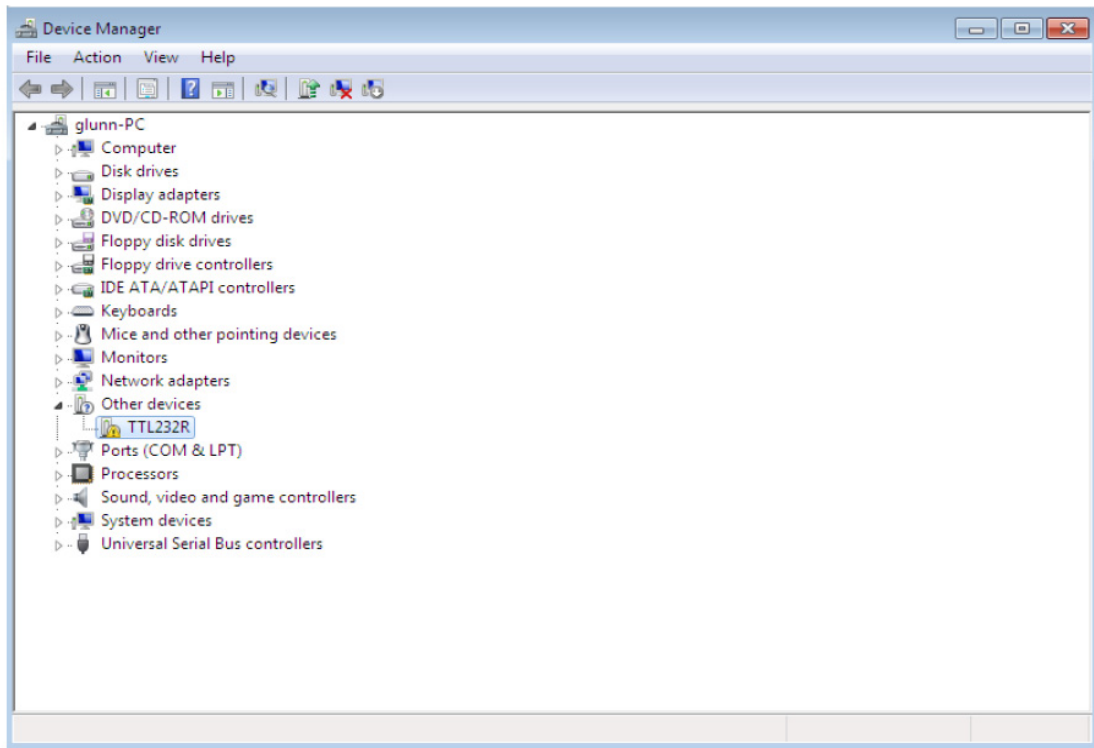 Device Manager
File Action View Help
glunn-PC
Computer
Disk drives
Display adapters
DVD/CD-ROM drives
Floppy disk drives
Floppy drive controllers
IDE ATA/ATAPI controllers
Keyboards
Mice and other pointing devices
Monitors
Network adapters
Other devices
TTL232R
Ports (COM & LPT)
Processors
Sound, video and game controllers
System devices
Universal Serial Bus controllers